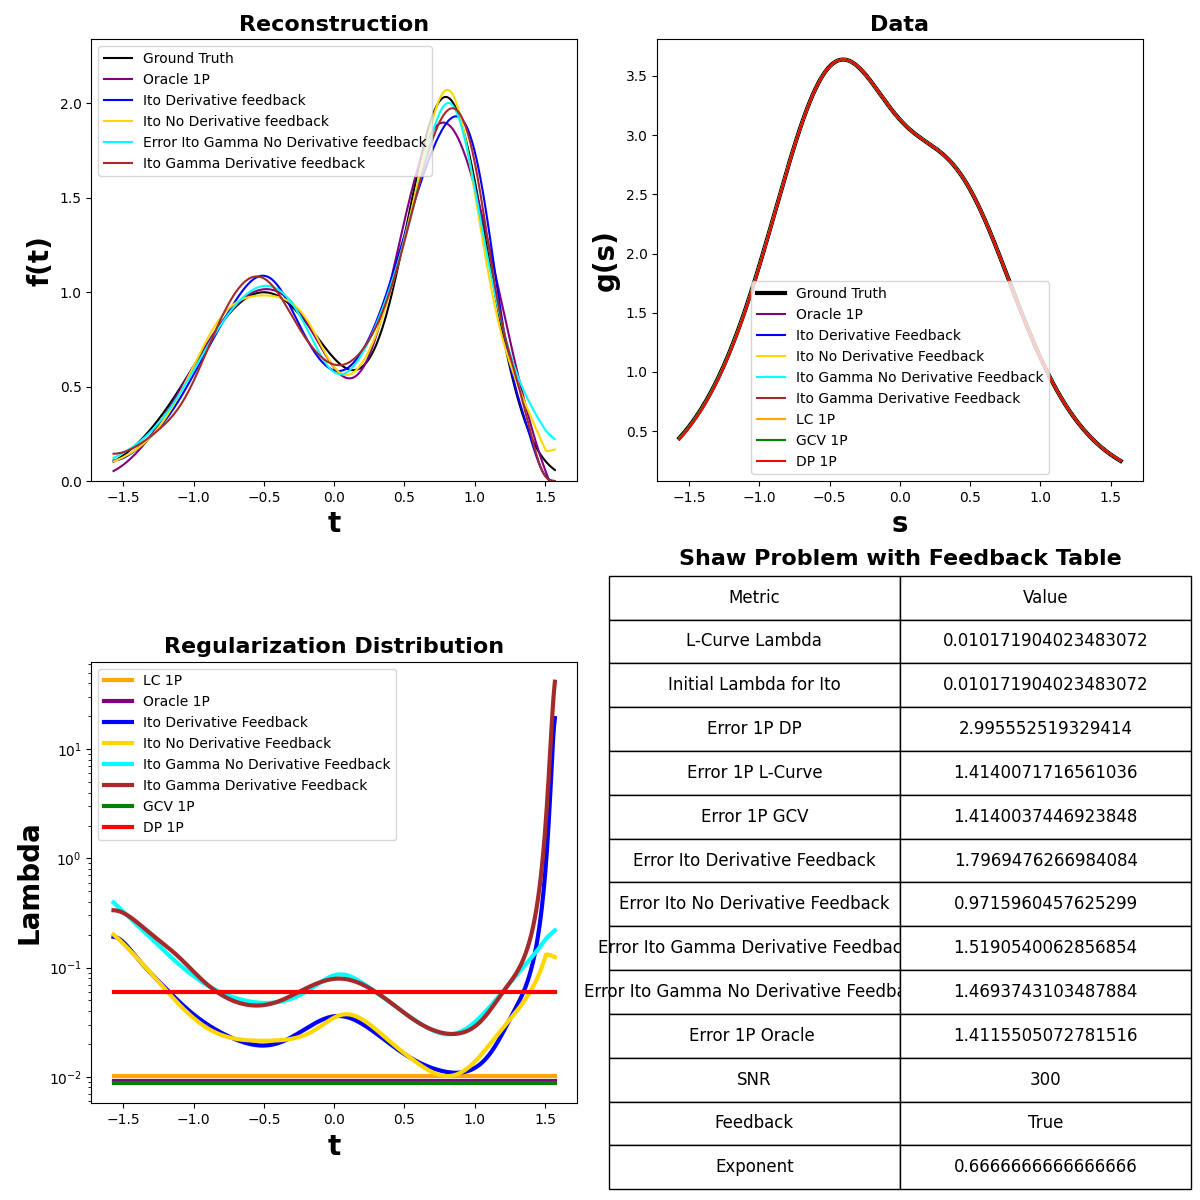 Reconstruction
Ground Truth
Oracle 1P
Ito Derivative feedback
Ito No Derivative feedback
Error Ito Gamma No Derivative feedback
Ito Gamma Derivative feedback
2.0
1.5
1.0
0.5
0.0
f(t)
−1.5 −1.0 −0.5 0.0 0.5 1.0 1.5
t
Data
3.5
3.0
2.5
2.0
1.5
1.0
0.5
g(s)
Ground Truth
Oracle 1P
Ito Derivative Feedback
Ito No Derivative Feedback
Ito Gamma No Derivative Feedback
Ito Gamma Derivative Feedback
LC 1P
GCV 1P
DP 1P
−1.5 −1.0 −0.5 0.0 0.5 1.0 1.5
s
Regularization Distribution
LC 1P
Oracle 1P
Ito Derivative Feedback
Ito No Derivative Feedback
Ito Gamma No Derivative Feedback
Ito Gamma Derivative Feedback
GCV 1P
DP 1P
10¹
10⁰
10⁻¹
10⁻²
Lambda
−1.5 −1.0 −0.5 0.0 0.5 1.0 1.5
t
Shaw Problem with Feedback Table
Metric Value
L-Curve Lambda 0.010171904023483072
Initial Lambda for Ito 0.010171904023483072
Error 1P DP 2.995552519329414
Error 1P L-Curve 1.4140071716561036
Error 1P GCV 1.4140037446923848
Error Ito Derivative Feedback 1.7969476266984084
Error Ito No Derivative Feedback 0.9715960457625299
Error Ito Gamma Derivative Feedbac 1.5190540062856854
Error Ito Gamma No Derivative Feedba 1.4693743103487884
Error 1P Oracle 1.4115505072781516
SNR 300
Feedback True
Exponent 0.6666666666666666